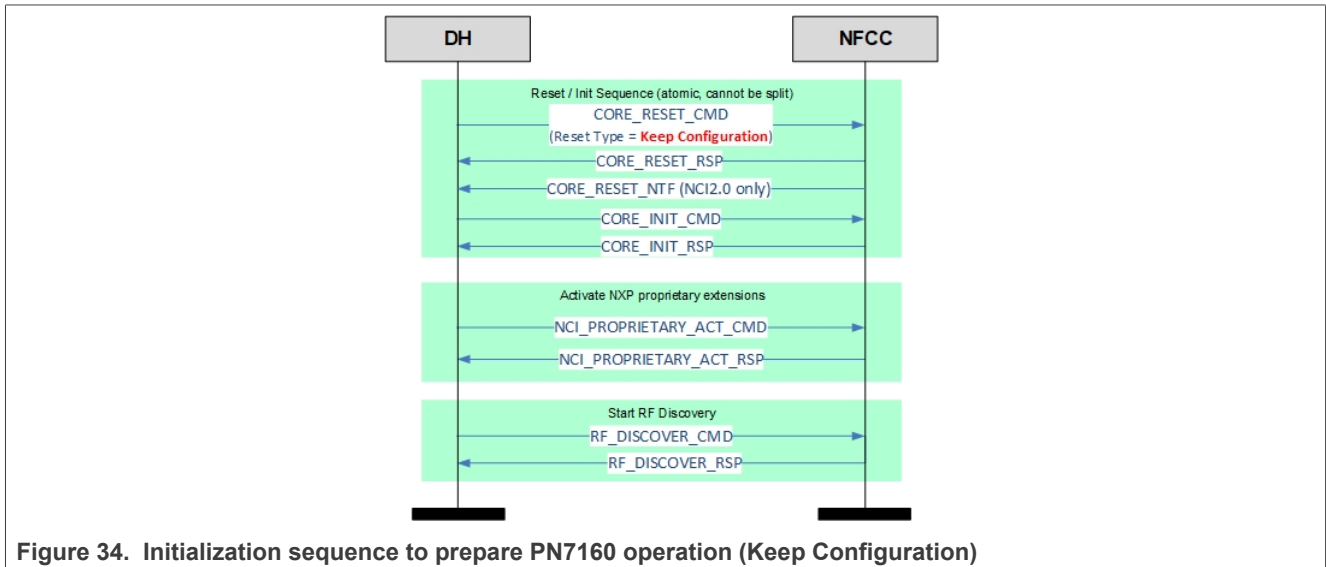 DH
NFCC
Reset / Init Sequence (atomic, cannot be split)
CORE_RESET_CMD
(Reset Type = Keep Configuration)
CORE_RESET_RSP
CORE_RESET_NTF (NCI2.0 only)
CORE_INIT_CMD
CORE_INIT_RSP
Activate NXP proprietary extensions
NCI_PROPRIETARY_ACT_CMD
NCI_PROPRIETARY_ACT_RSP
Start RF Discovery
RF_DISCOVER_CMD
RF_DISCOVER_RSP
Figure 34. Initialization sequence to prepare PN7160 operation (Keep Configuration)